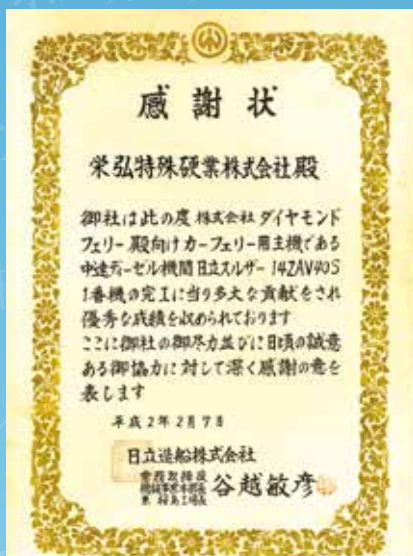 感謝状
栄弘特殊硬業株式会社殿
御社は此の度 株式会社 ダイヤモンド
フェリー殿向けカーフェリー用主機である
中速ディーゼル機関日立スルザー 14ZAV40S
1番機の完工に当り多大な貢献をされ
優秀な成績を収められております
ここに御社の御尽力並びに日頃の誠意
ある御協力に対して深く感謝の意を
表します
平成2年2月7日
日立造船株式会社
常務取締役
谷越敏彦